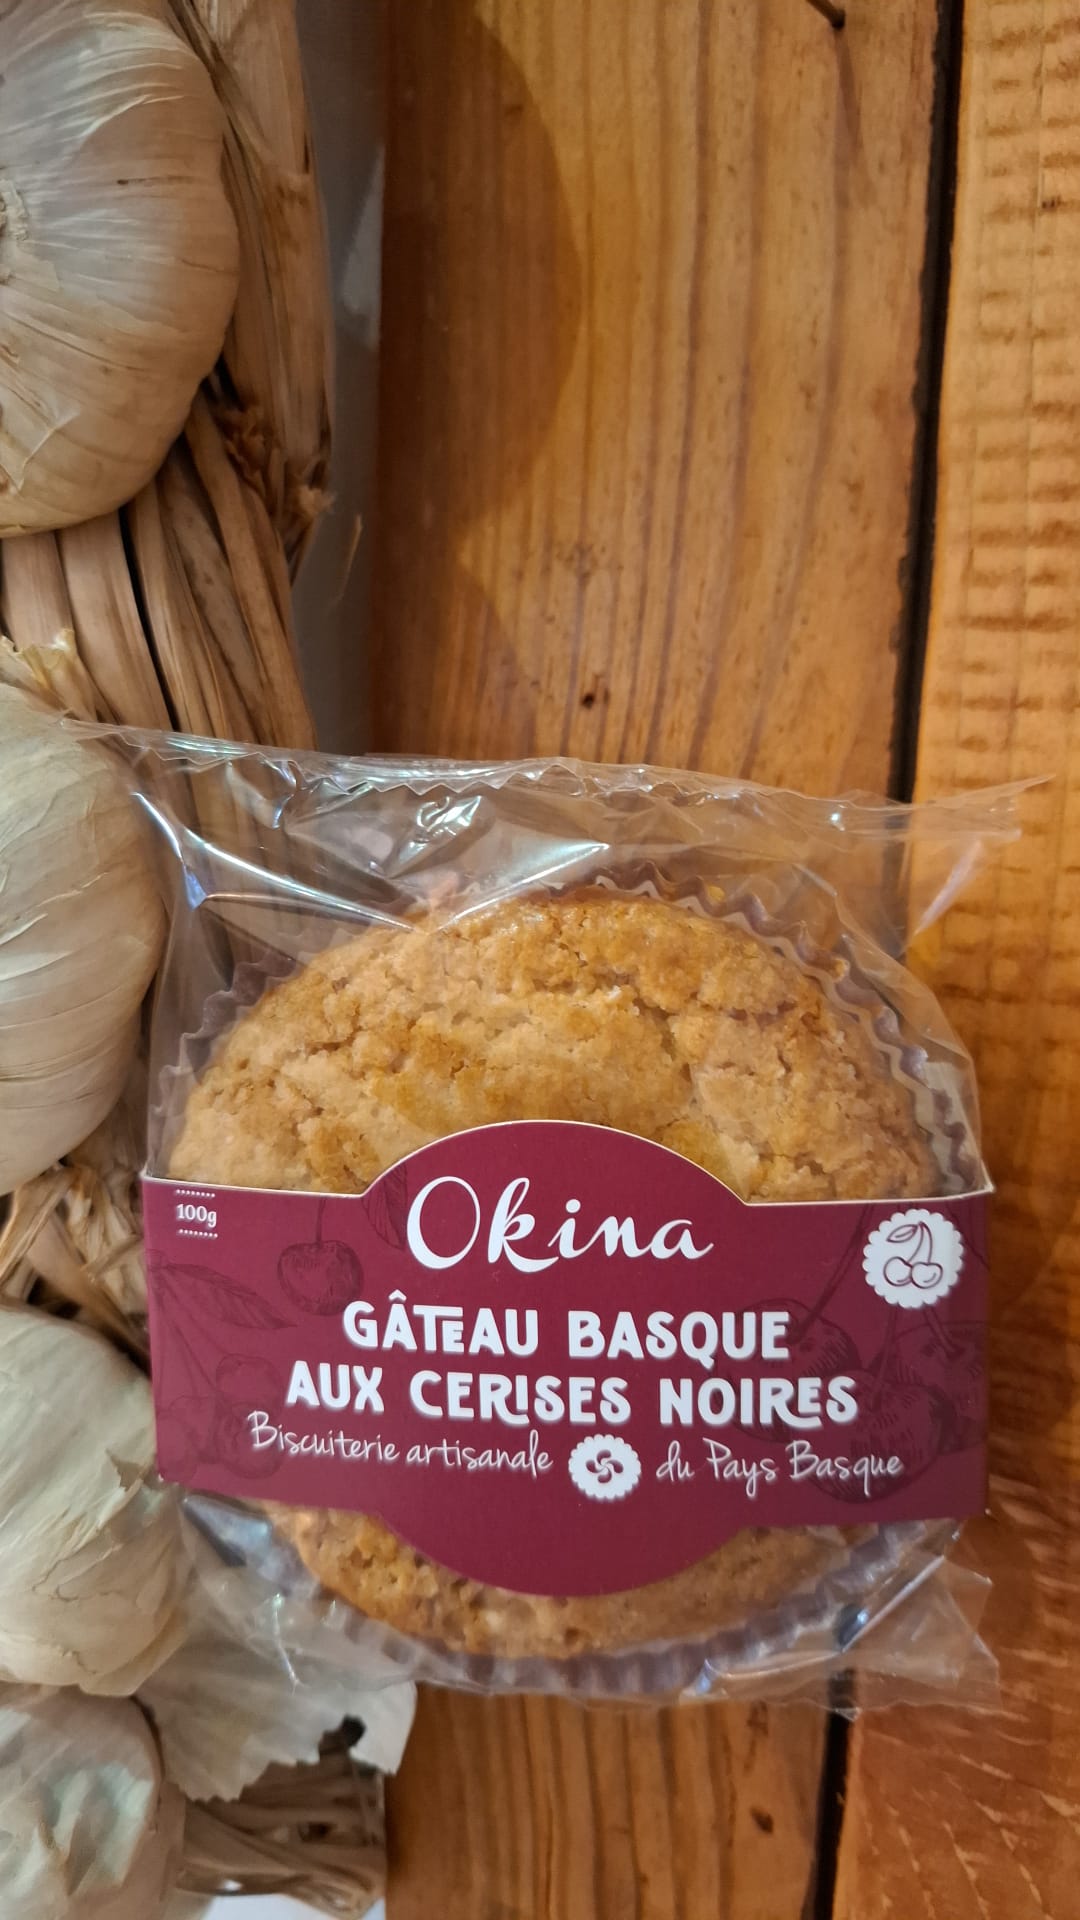 100g
Okina
GÂTEAU BASQUE
AUX CERISES NOIRES
Biscuiterie artisanale du Pays Basque